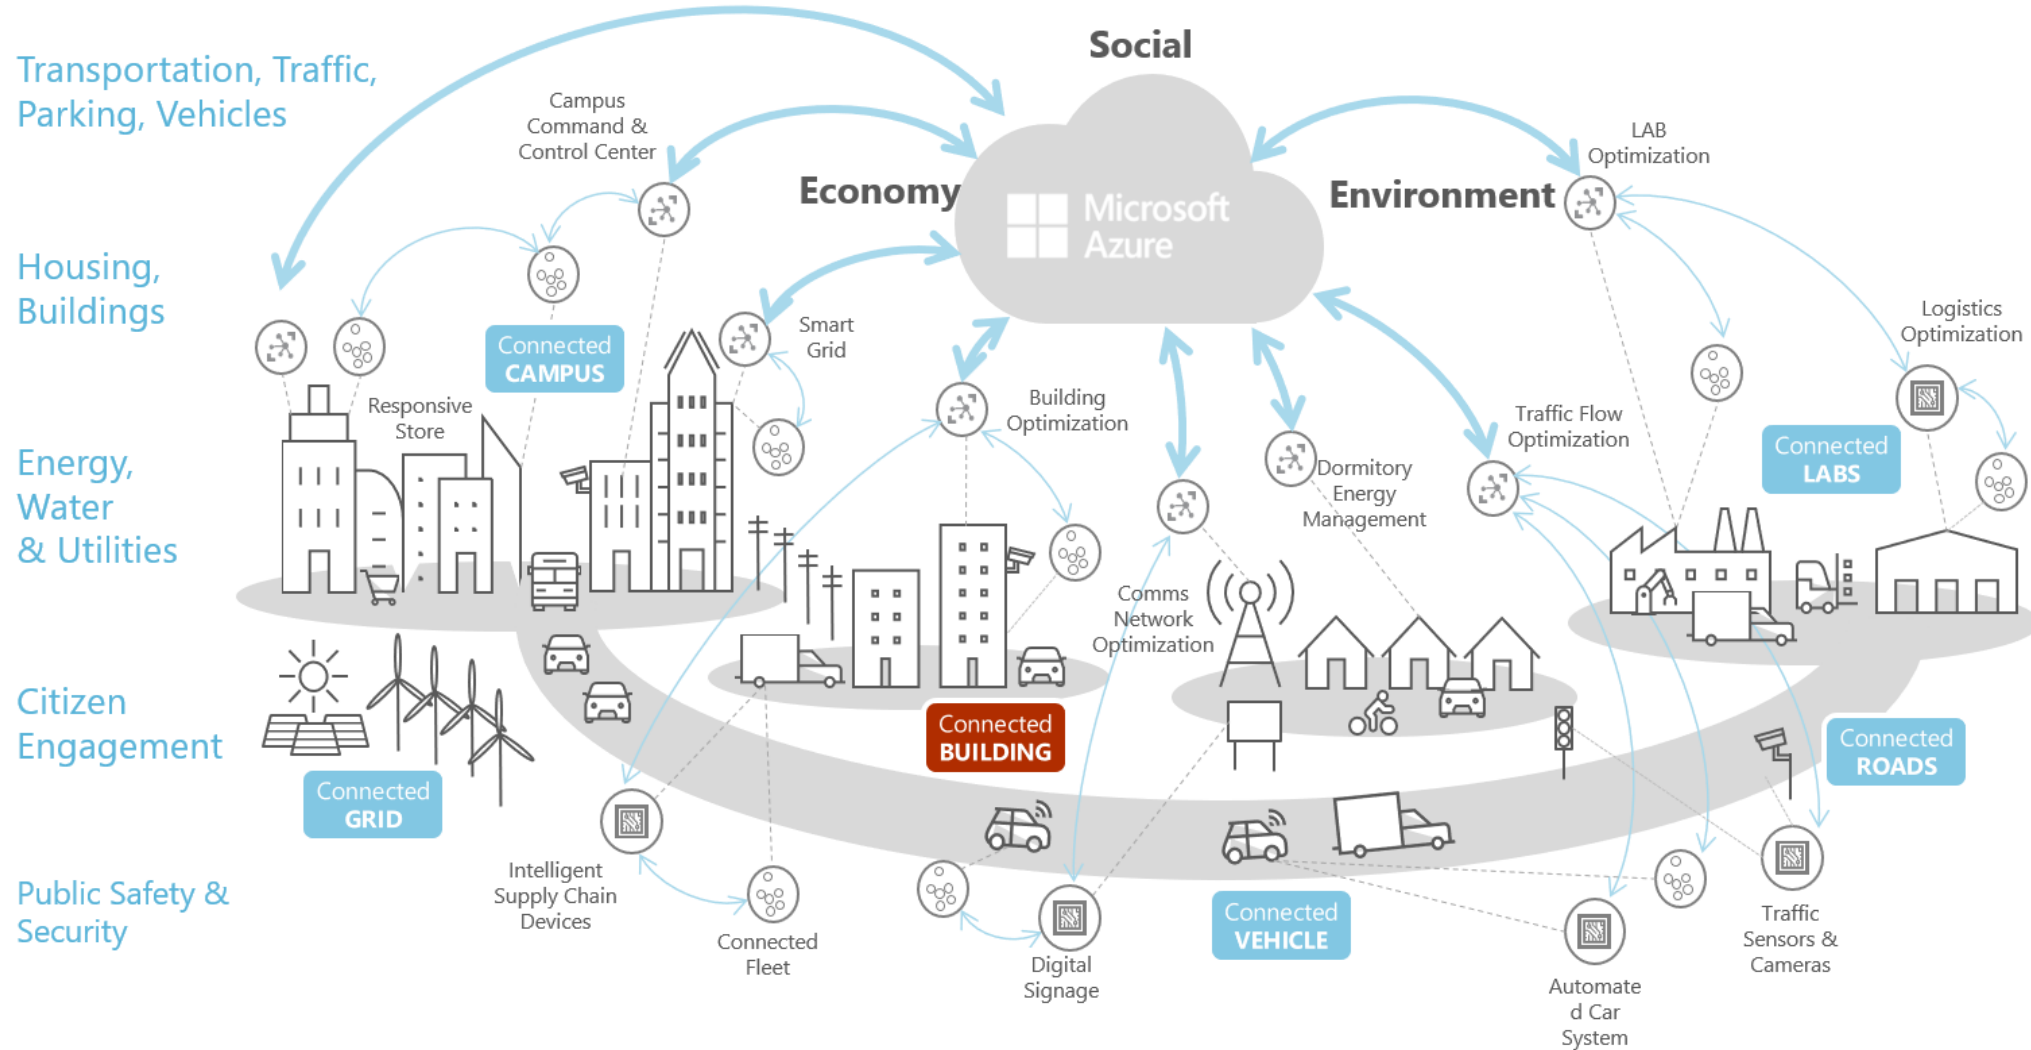 Social
Transportation, Traffic,
Parking, Vehicles
Campus
Command &
Control Center
LAB
Optimization
Economy
Environment
Microsoft
Azure
Housing,
Buildings
Smart
Grid
Logistics
Optimization
Connected
CAMPUS
Responsive
Store
Building
Optimization
Traffic Flow
Optimization
Connected
LABS
Energy,
Water
& Utilities
Dormitory
Energy
Management
Comms
Network
Optimization
Citizen
Engagement
Connected
BUILDING
Connected
ROADS
Connected
GRID
Public Safety &
Security
Intelligent
Supply Chain
Devices
Connected
Fleet
Digital
Signage
Connected
VEHICLE
Traffic
Sensors &
Cameras
Automate
d Car
System